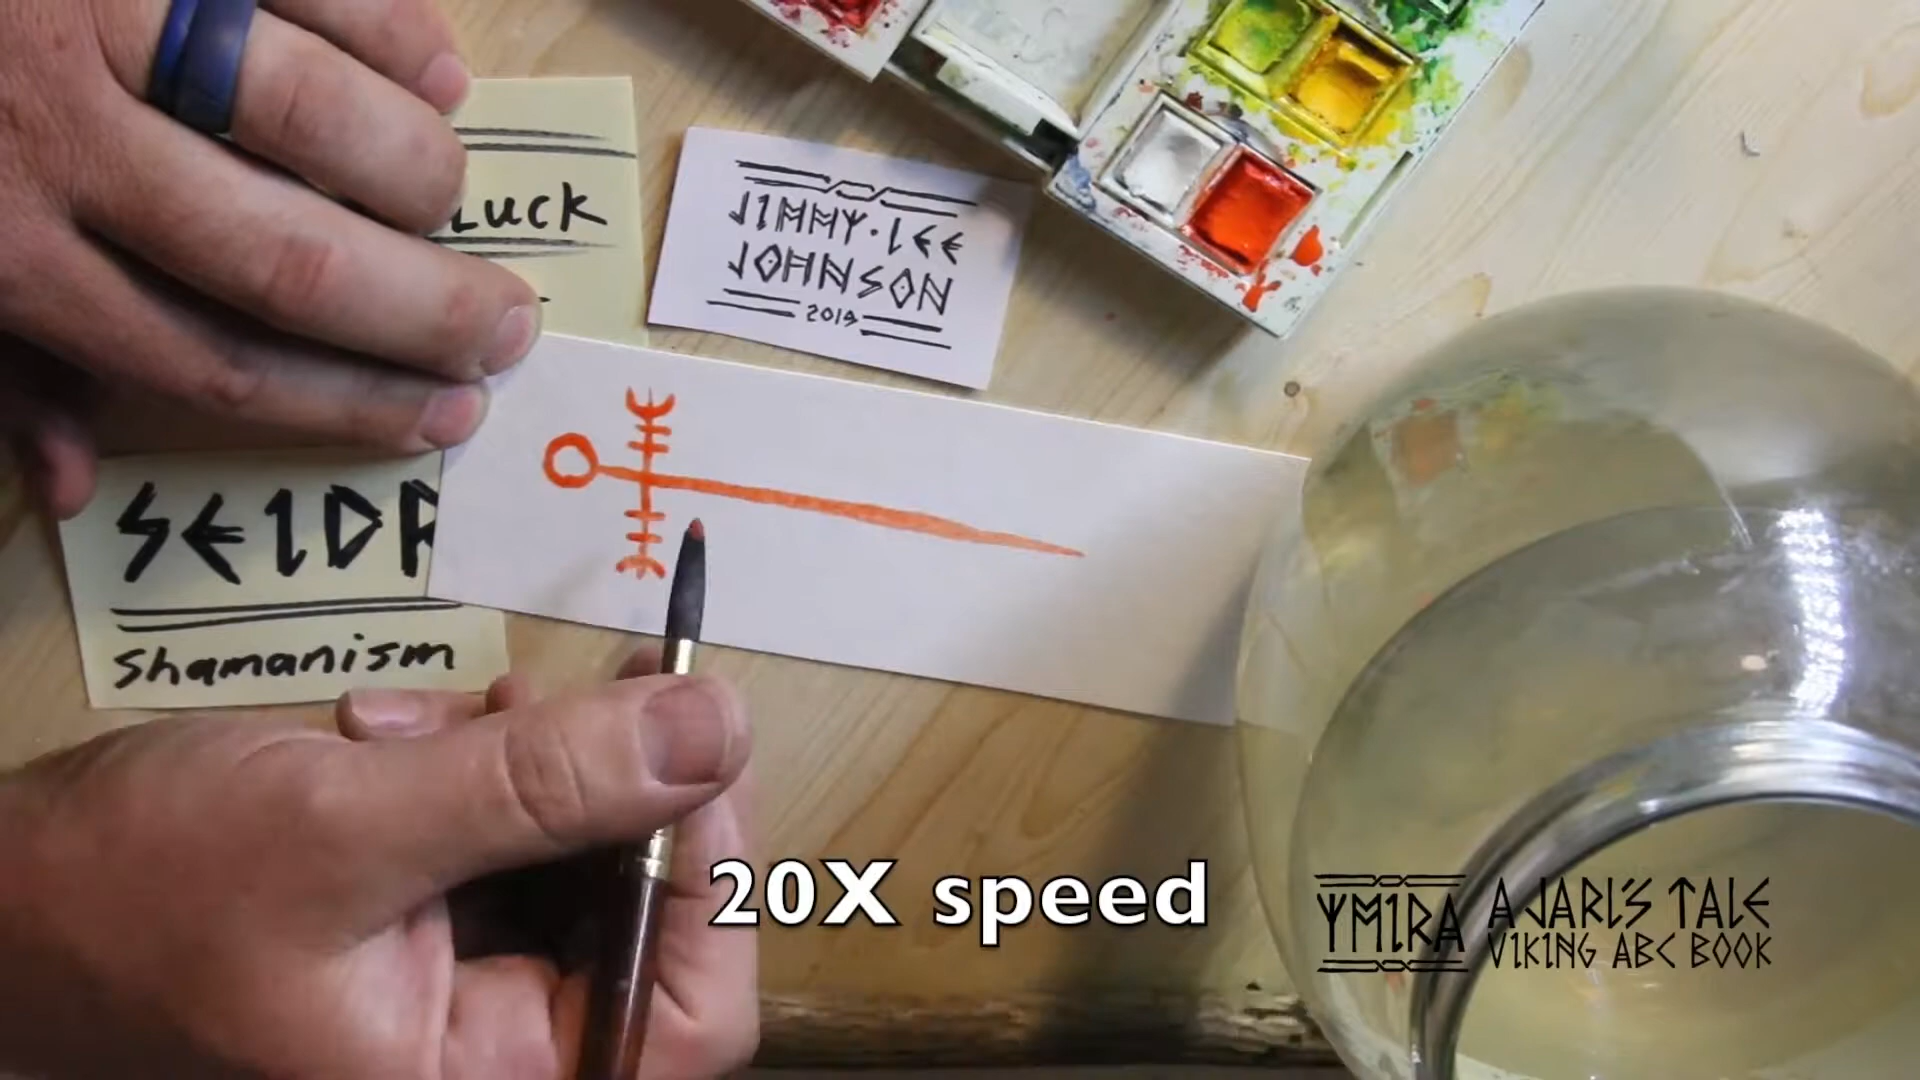 Luck
JIMMY·LEE
JOHNSON
2019
SEIDR
Shamanism
20X speed
YMIRA
A JARL'S TALE
VIKING ABC BOOK